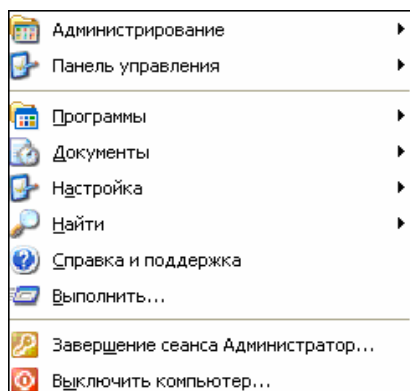 Администрирование
Панель управления
Программы
Документы
Настройка
Найти
Справка и поддержка
Выполнить...
Завершение сеанса Администратор...
Выключить компьютер...